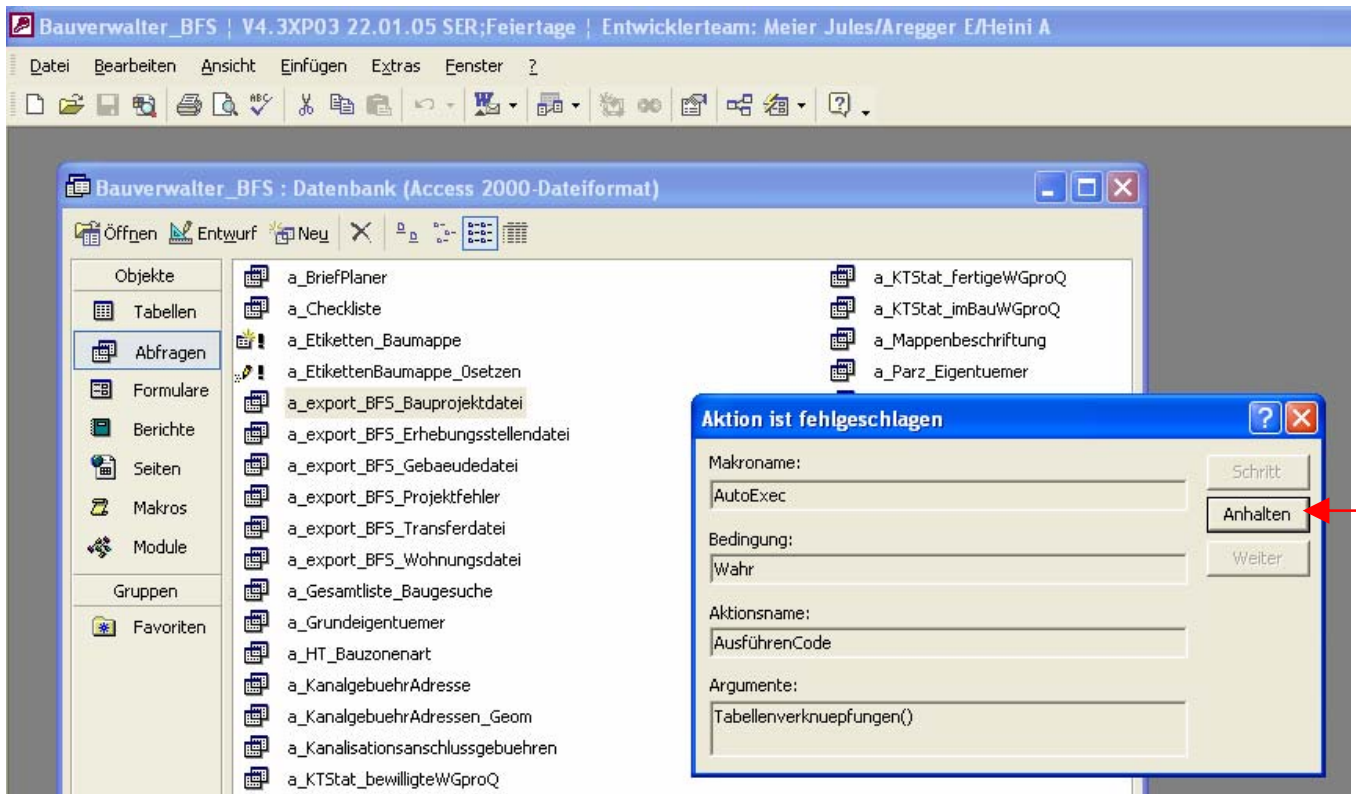 Bauverwalter_BFS | V4.3XP03 22.01.05 SER;Feiertage ¦ Entwicklerteam: Meier Jules/Aregger E/Heini A
Datei Bearbeiten Ansicht Einfügen Extras Fenster ?
Bauverwalter_BFS : Datenbank (Access 2000-Dateiformat)
Öffnen Entwurf Neu
Objekte
Tabellen
Abfragen
Formulare
Berichte
Seiten
Makros
Module
Gruppen
Favoriten
a_BriefPlaner
a_Checkliste
a_Etiketten_Baumappe
a_EtikettenBaumappe_0setzen
a_export_BFS_Bauprojektdatei
a_export_BFS_Erhebungsstellendatei
a_export_BFS_Gebaeudedatei
a_export_BFS_Projektfehler
a_export_BFS_Transferdatei
a_export_BFS_Wohnungsdatei
a_Gesamtliste_Baugesuche
a_Grundeigentuemer
a_HT_Bauzonenart
a_KanalgebuehrAdresse
a_KanalgebuehrAdressen_Geom
a_Kanalisationsanschlussgebuehren
a_KTStat_bewilligteWGproQ
a_KTStat_fertigeWGproQ
a_KTStat_imBauWGproQ
a_Mappenbeschriftung
a_Parz_Eigentuemer
Aktion ist fehlgeschlagen
Makroname:
AutoExec
Bedingung:
Wahr
Aktionsname:
AusführenCode
Argumente:
Tabellenverknuepfungen()
Schritt
Anhalten
Weiter